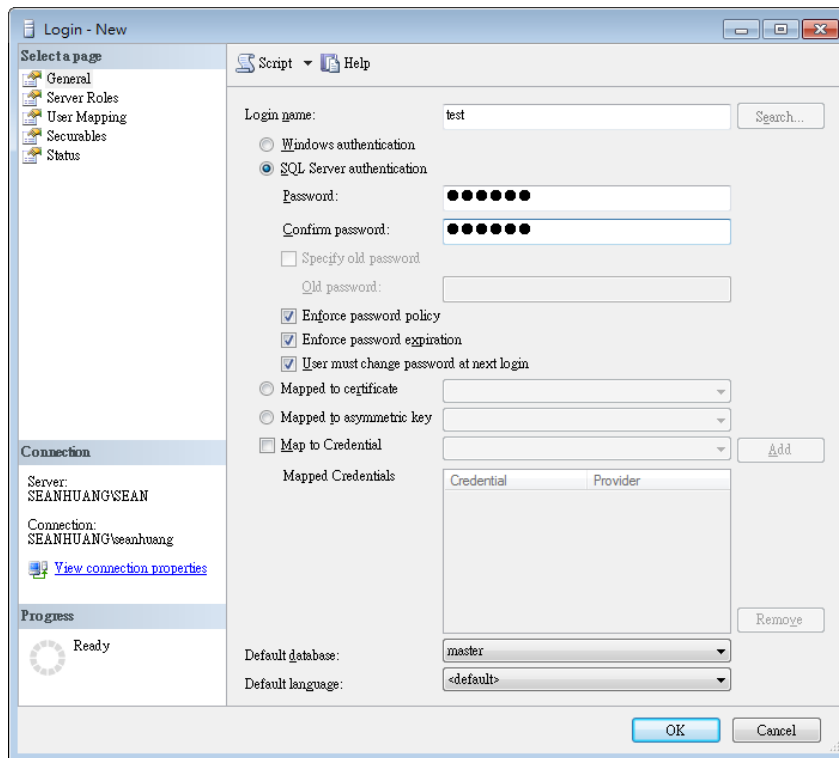 Login - New
Select a page
General
Server Roles
User Mapping
Securables
Status
Script
Help
Login name:
test
Search...
Windows authentication
SQL Server authentication
Password:
●●●●●●
Confirm password:
●●●●●●
Specify old password
Old password:
Enforce password policy
Enforce password expiration
User must change password at next login
Mapped to certificate
Mapped to asymmetric key
Map to Credential
Add
Mapped Credentials
Credential
Provider
Remove
Default database:
master
Default language:
<default>
Connection
Server:
SEANHUANG\SEAN
Connection:
SEANHUANG\seanhuang
View connection properties
Progress
Ready
OK
Cancel